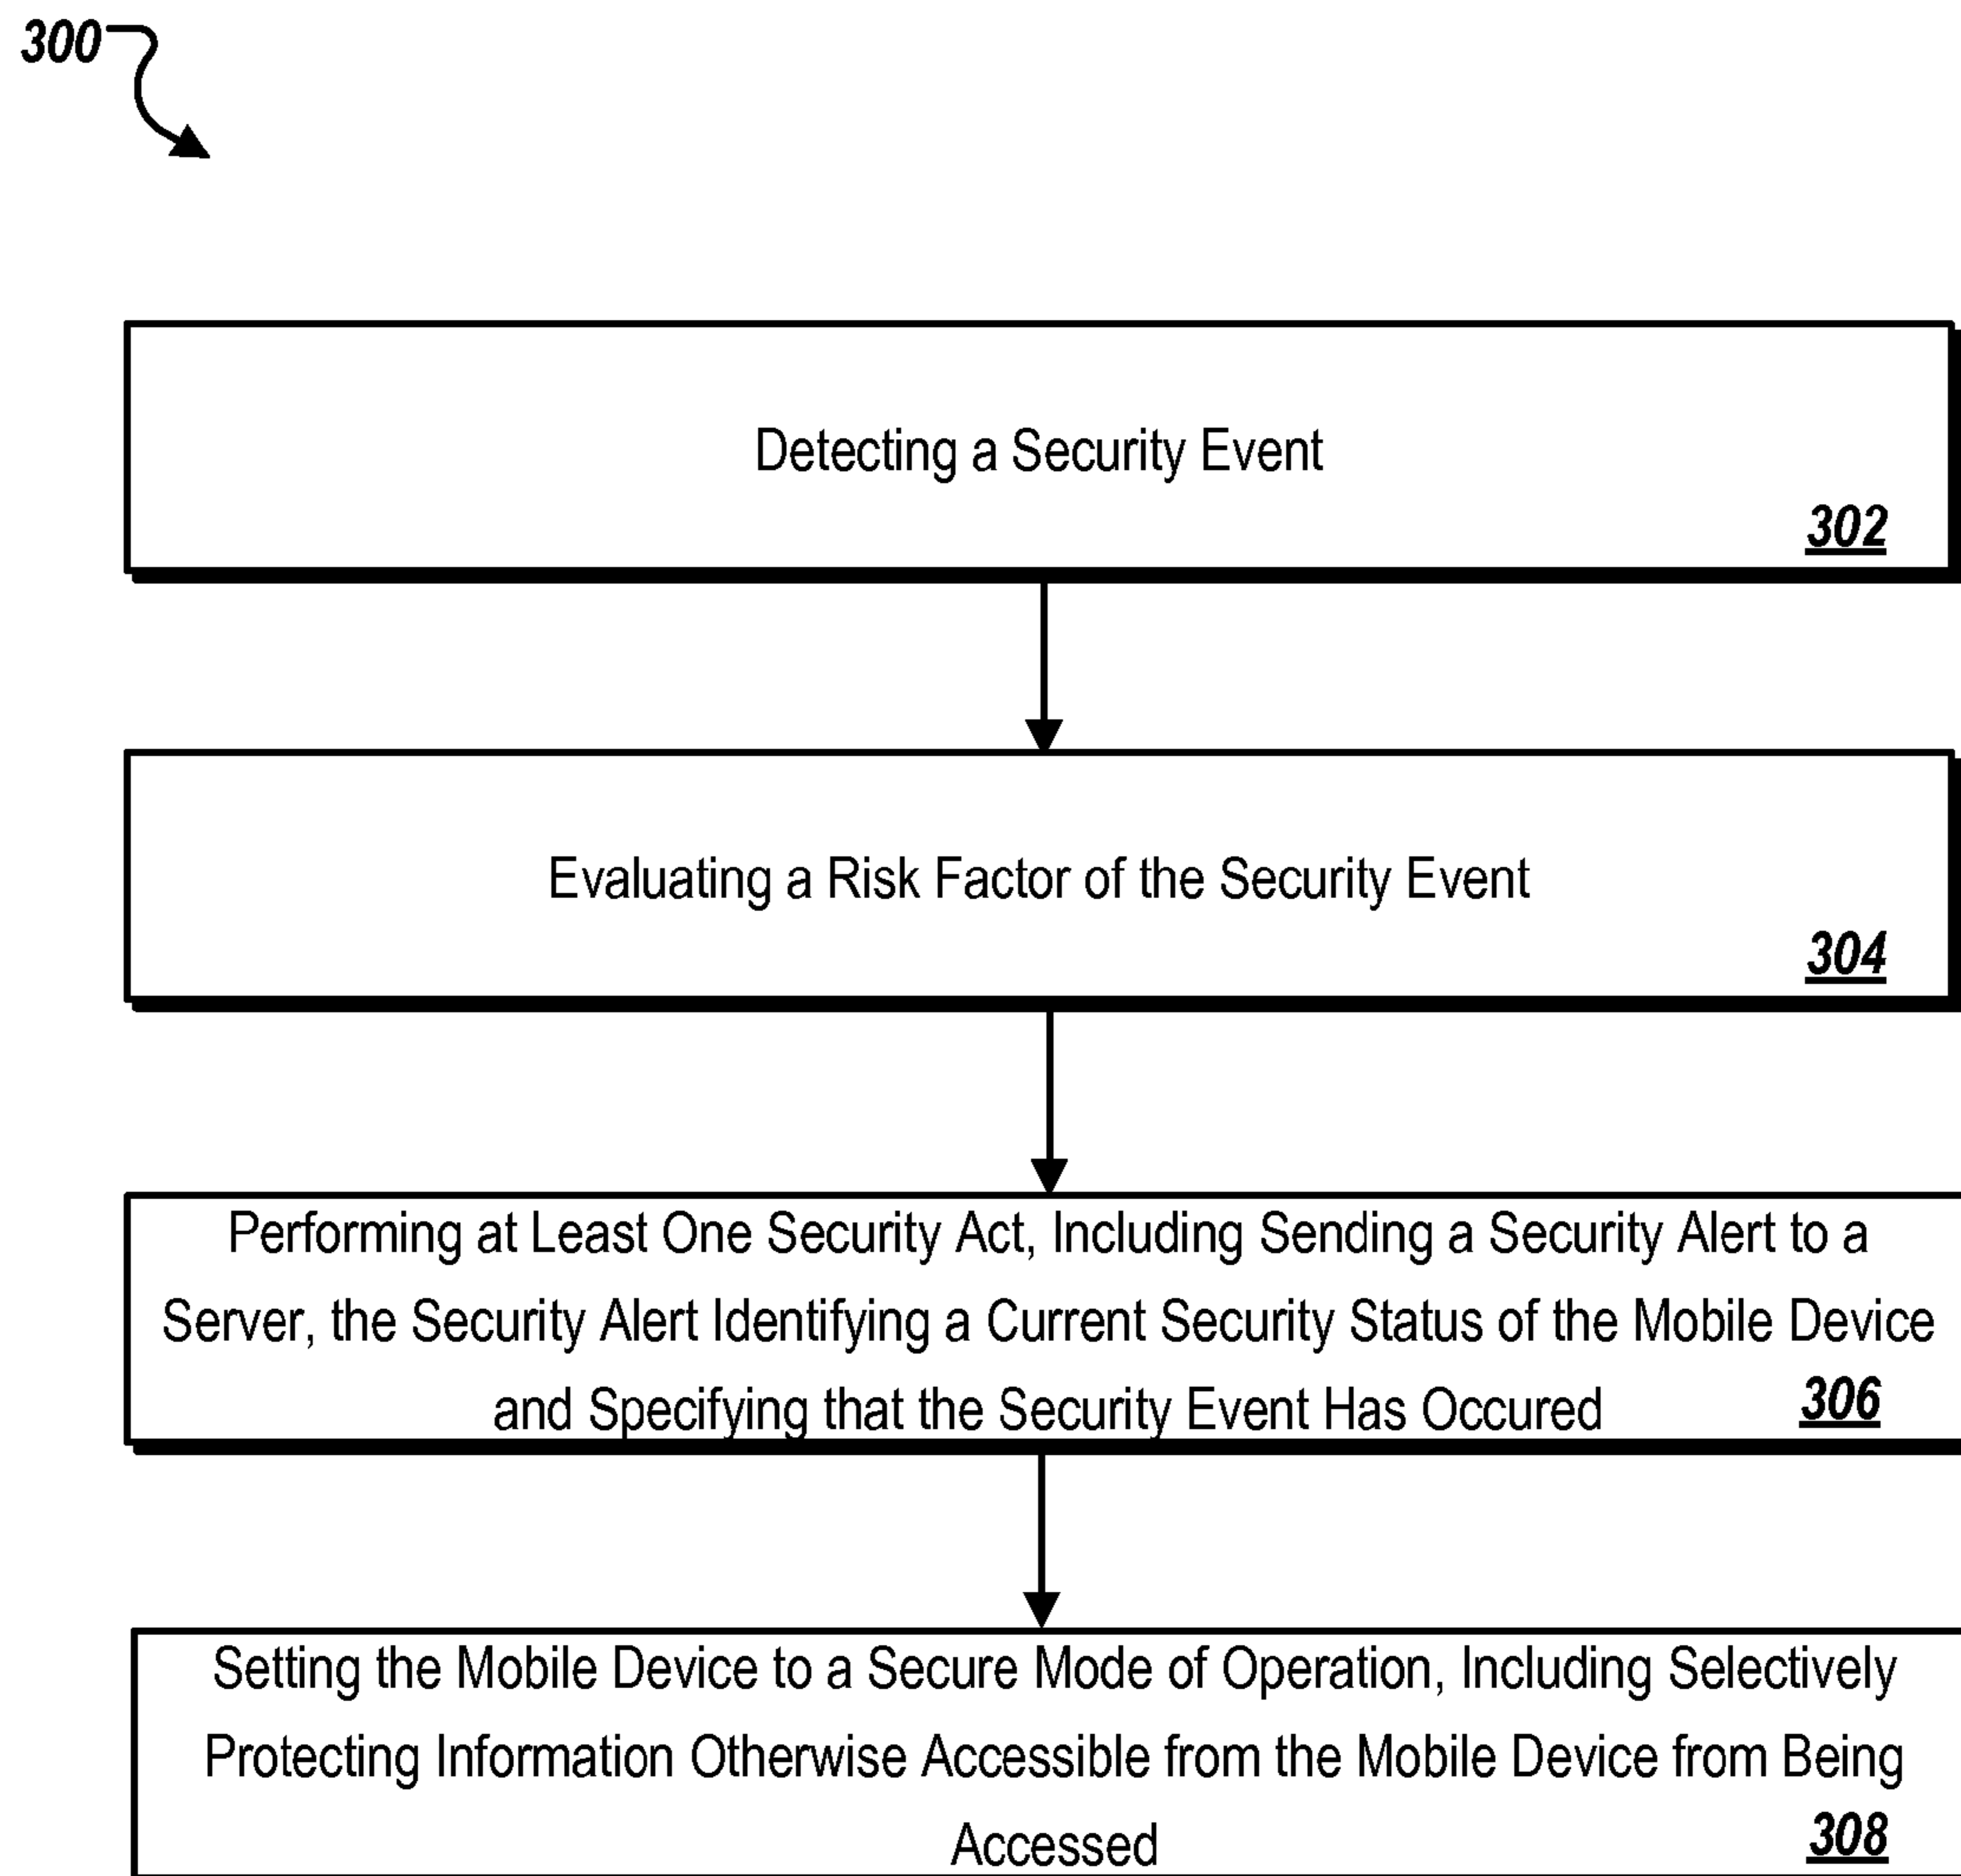 300
Detecting a Security Event
302
Evaluating a Risk Factor of the Security Event
304
Performing at Least One Security Act, Including Sending a Security Alert to a
Server, the Security Alert Identifying a Current Security Status of the Mobile Device
and Specifying that the Security Event Has Occured
306
Setting the Mobile Device to a Secure Mode of Operation, Including Selectively
Protecting Information Otherwise Accessible from the Mobile Device from Being
Accessed
308